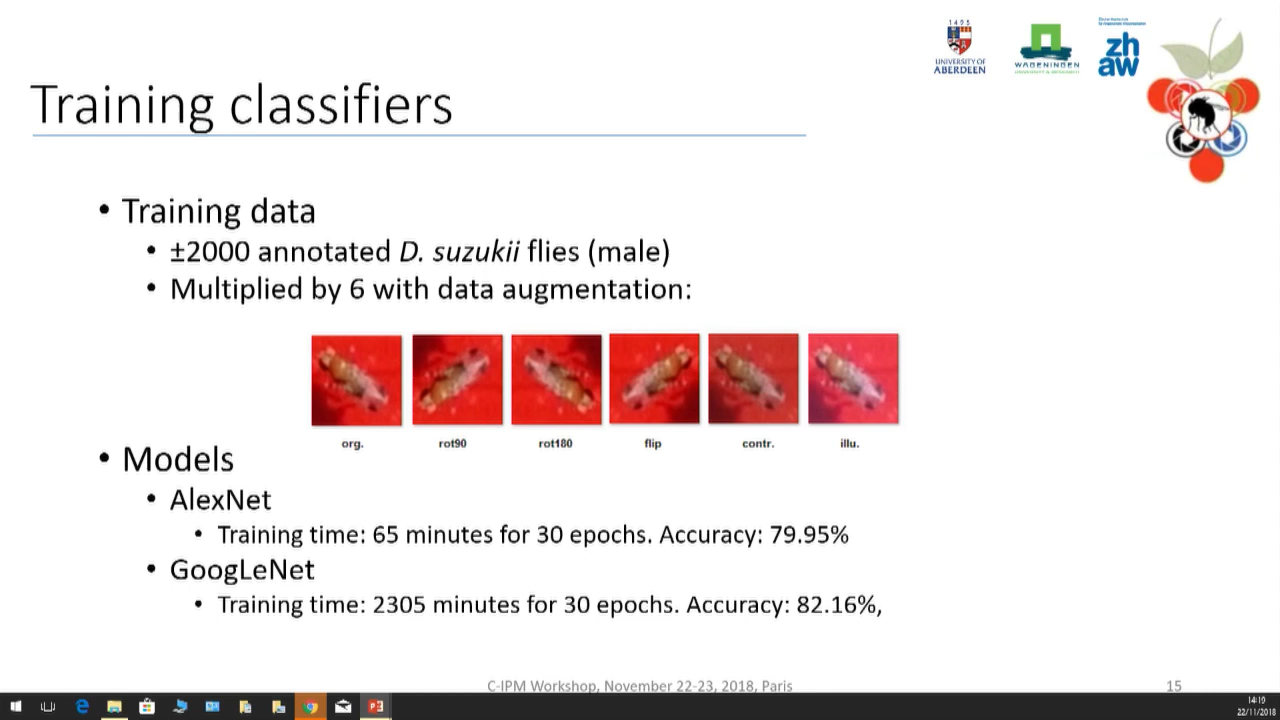 1495
UNIVERSITY OF
ABERDEEN
WAGENINGEN
zh
aw
Training classifiers
• Training data
• ±2000 annotated D. suzukii flies (male)
• Multiplied by 6 with data augmentation:
org. rot90 rot180 flip contr. illu.
• Models
• AlexNet
• Training time: 65 minutes for 30 epochs. Accuracy: 79.95%
• GoogLeNet
• Training time: 2305 minutes for 30 epochs. Accuracy: 82.16%,
C-IPM Workshop, November 22-23, 2018, Paris
15
14:19
22/11/2018